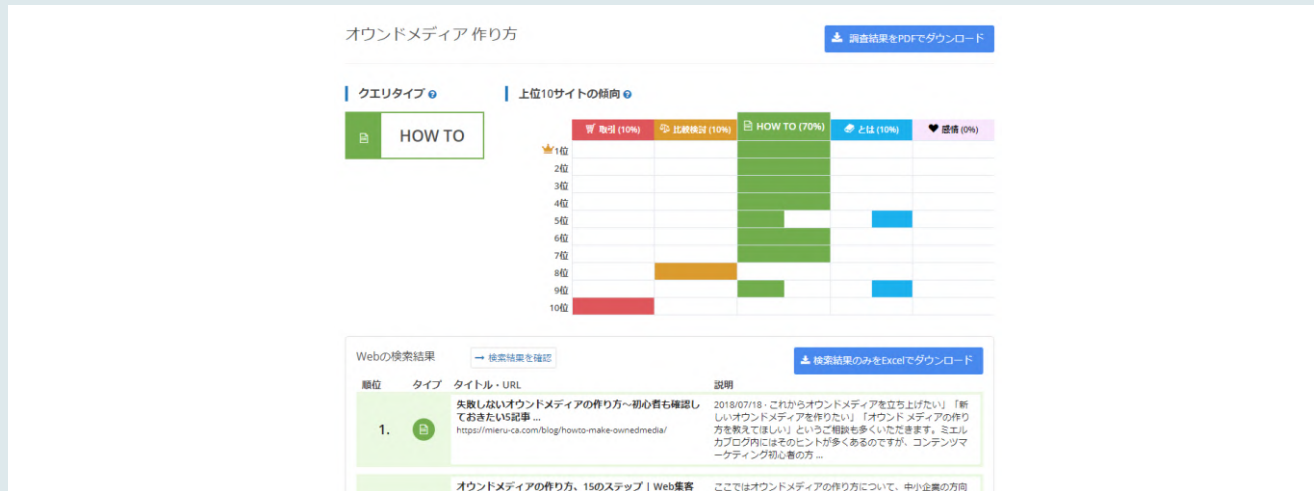 オウンドメディア 作り方
調査結果をPDFでダウンロード
クエリタイプ
上位10サイトの傾向
HOW TO
取引 (10%)
比較検討 (10%)
HOW TO (70%)
とは (10%)
感情 (0%)
1位
2位
3位
4位
5位
6位
7位
8位
9位
10位
Webの検索結果
検索結果を確認
検索結果のみをExcelでダウンロード
順位 タイプ タイトル・URL 説明
1.
失敗しないオウンドメディアの作り方～初心者も確認し
ておきたい5記事 ...
https://mieru-ca.com/blog/howto-make-ownedmedia/
2018/07/18 · これからオウンドメディアを立ち上げたい」「新
しいオウンドメディアを作りたい」「オウンド メディアの作り
方を教えてほしい」というご相談も多くいただきます。ミエル
カブログ内にはそのヒントが多くあるのですが、コンテンツマ
ーケティング初心者の方 ...
オウンドメディアの作り方、15のステップ | Web集客
ここではオウンドメディアの作り方について、中小企業の方向